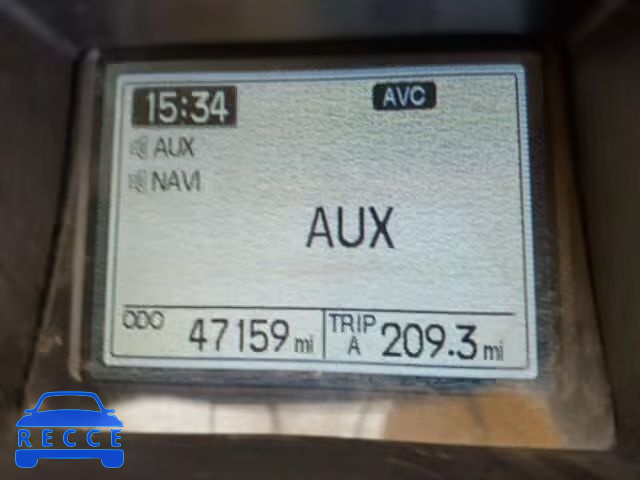 15:34 AVC
AUX
NAVI
AUX
ODO 47159 mi TRIP A 209.3 mi
RECCE